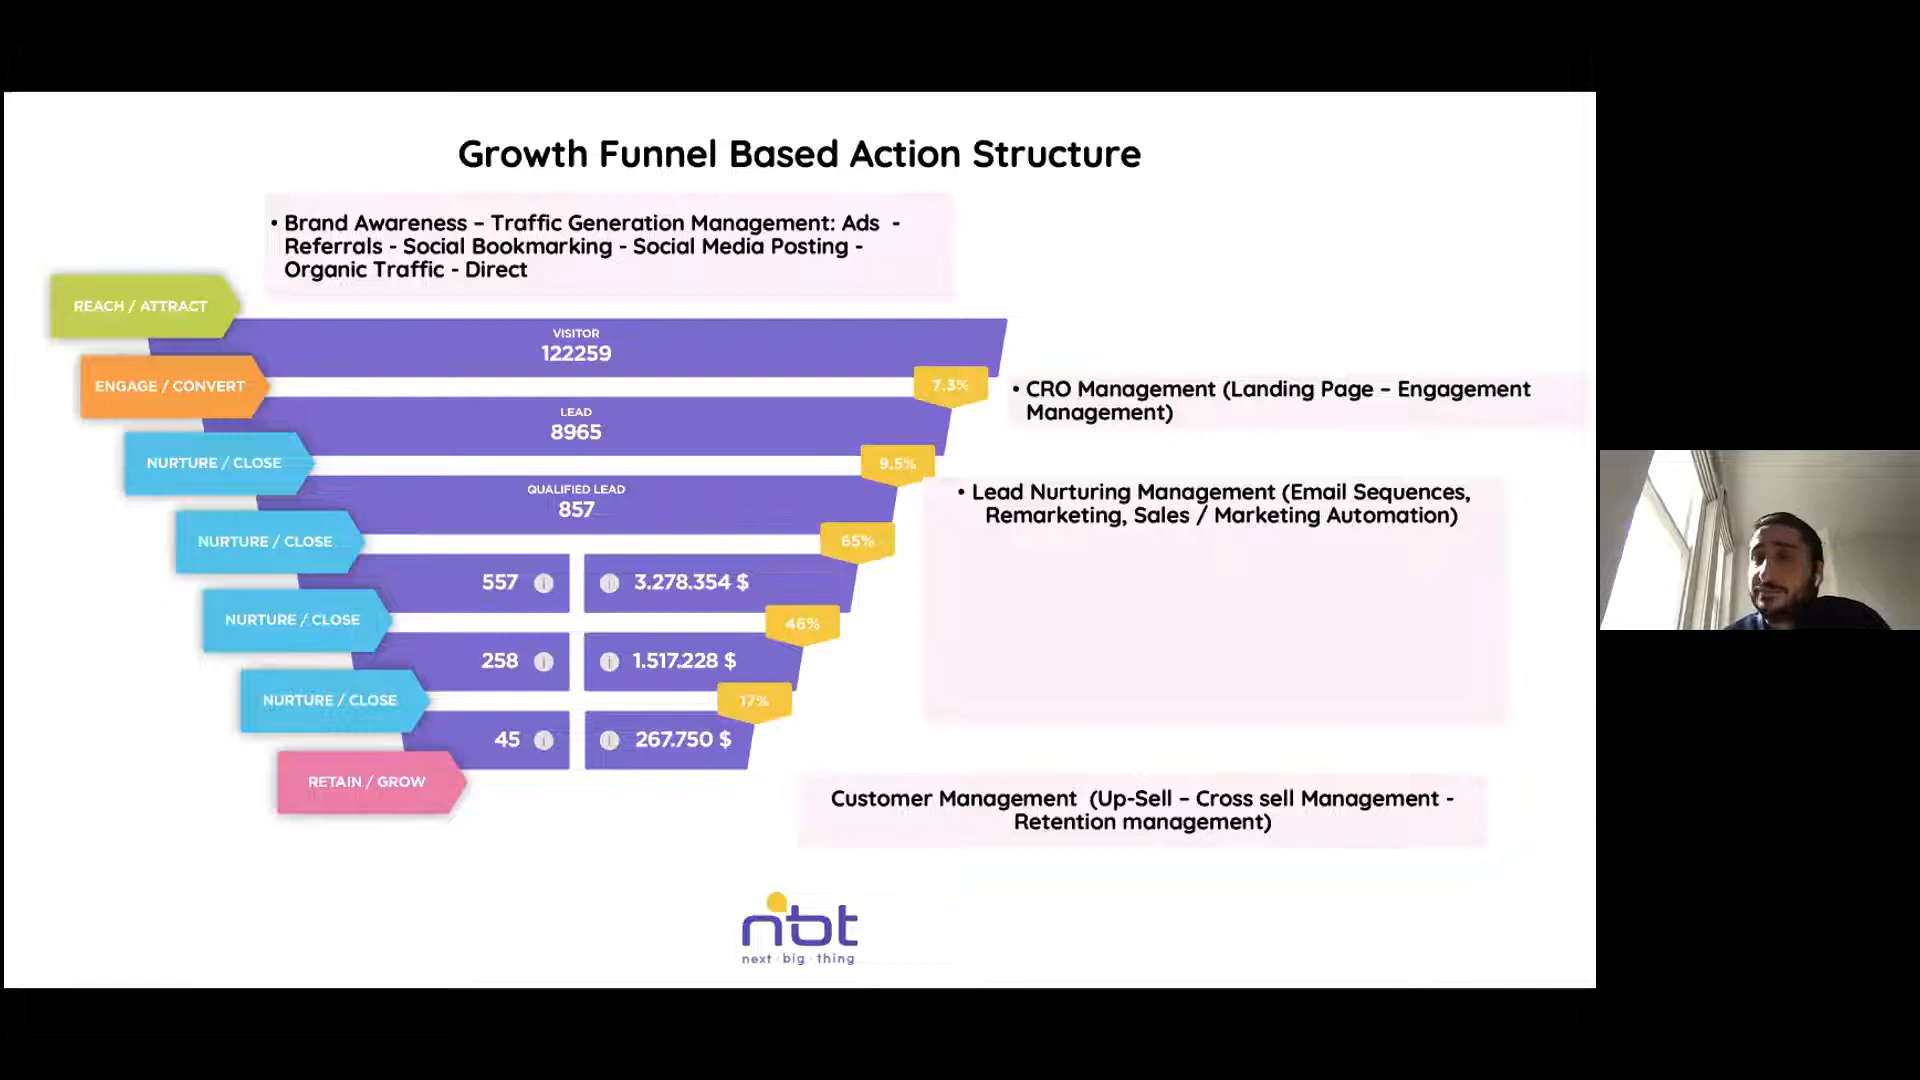 Growth Funnel Based Action Structure
• Brand Awareness – Traffic Generation Management: Ads -
Referrals - Social Bookmarking - Social Media Posting -
Organic Traffic - Direct
REACH / ATTRACT
VISITOR
122259
ENGAGE / CONVERT
7.3%
• CRO Management (Landing Page – Engagement
Management)
LEAD
8965
NURTURE / CLOSE
9.5%
QUALIFIED LEAD
857
• Lead Nurturing Management (Email Sequences,
Remarketing, Sales / Marketing Automation)
NURTURE / CLOSE
65%
557
3.278.354 $
NURTURE / CLOSE
46%
258
1.517.228 $
NURTURE / CLOSE
17%
45
267.750 $
RETAIN / GROW
Customer Management (Up-Sell – Cross sell Management -
Retention management)
nbt
next · big · thing